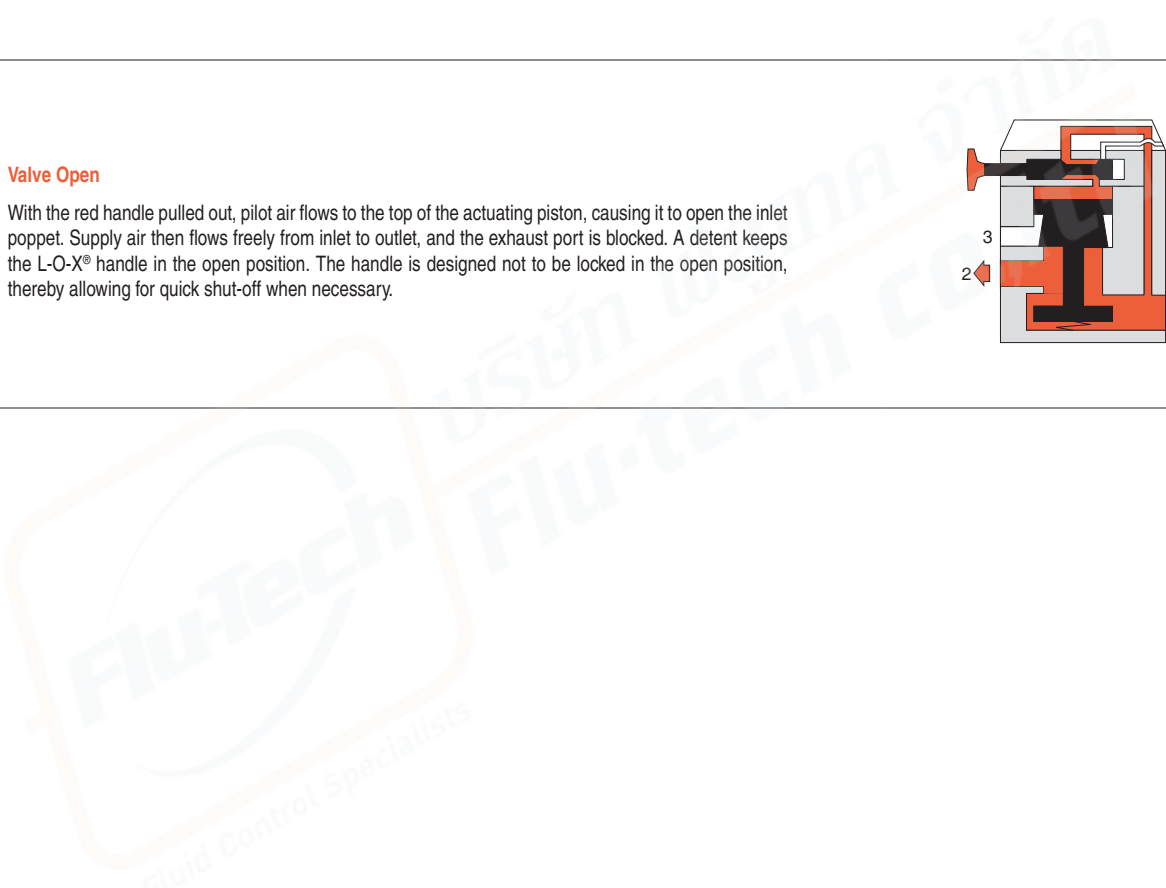 Valve Open
With the red handle pulled out, pilot air flows to the top of the actuating piston, causing it to open the inlet
poppet. Supply air then flows freely from inlet to outlet, and the exhaust port is blocked. A detent keeps
the L-O-X® handle in the open position. The handle is designed not to be locked in the open position,
thereby allowing for quick shut-off when necessary.
3
2
บริษัท ฟลูเทค จำกัด
Flu-tech co
Flu-Tech
Fluid Control Specialists